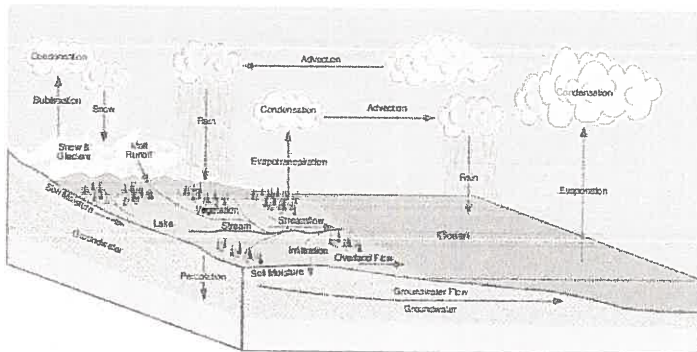 Condensation
Advection
Condensation
Advection
Condensation
Sublimation
Snow
Rain
Rain
Snow &
Glaciers
Melt
Runoff
Evapotranspiration
Evaporation
Soil Moisture
Vegetation
Streamflow
Lake
Stream
Groundwater
Infiltration
Overland Flow
Percolation
Soil Moisture
Groundwater Flow
Groundwater